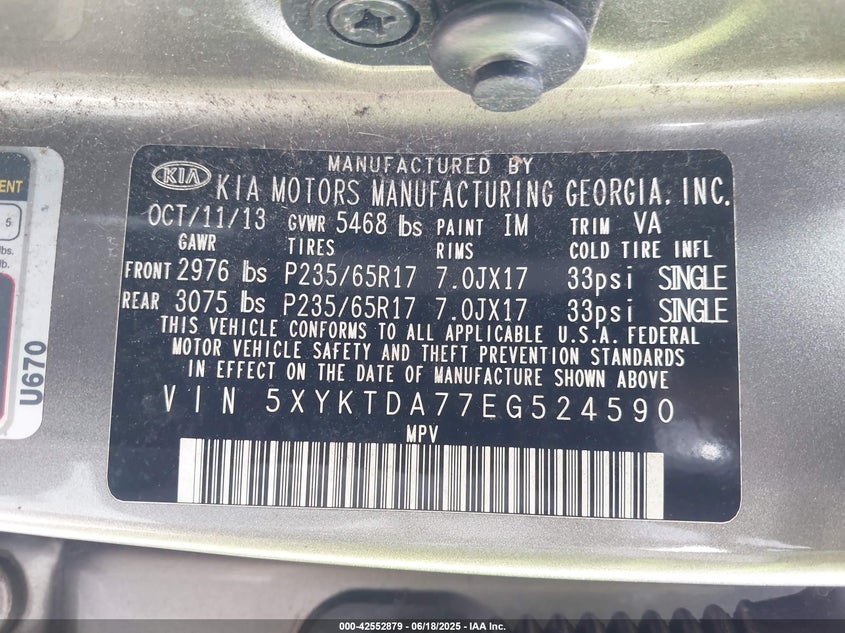 ENT
5
lbs.
lb.
U670
MANUFACTURED BY
KIA KIA MOTORS MANUFACTURING GEORGIA, INC.
OCT/11/13 GVWR 5468 lbs PAINT IM TRIM VA
GAWR TIRES RIMS COLD TIRE INFL
FRONT 2976 lbs P235/65R17 7.0JX17 33psi SINGLE
REAR 3075 lbs P235/65R17 7.0JX17 33psi SINGLE
THIS VEHICLE CONFORMS TO ALL APPLICABLE U.S.A. FEDERAL
MOTOR VEHICLE SAFETY AND THEFT PREVENTION STANDARDS
IN EFFECT ON THE DATE OF MANUFACTURE SHOWN ABOVE
VIN 5XYKTDA77EG524590
MPV
000-42552879 - 06/18/2025 - IAA Inc.